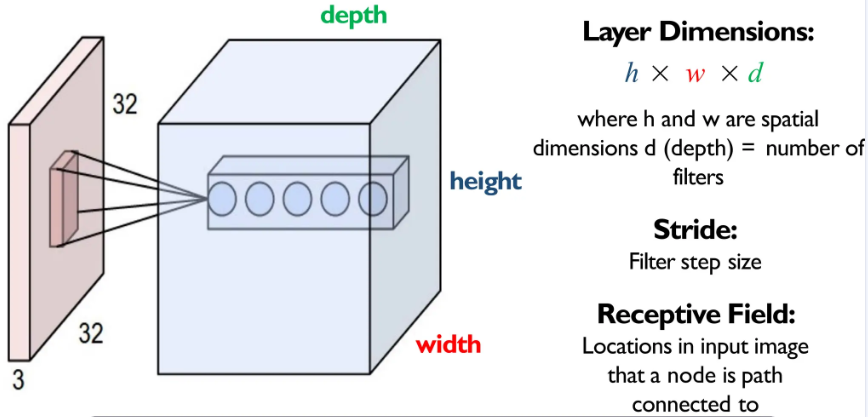 depth
32
height
32
width
3
Layer Dimensions:
h × w × d
where h and w are spatial
dimensions d (depth) = number of
filters
Stride:
Filter step size
Receptive Field:
Locations in input image
that a node is path
connected to